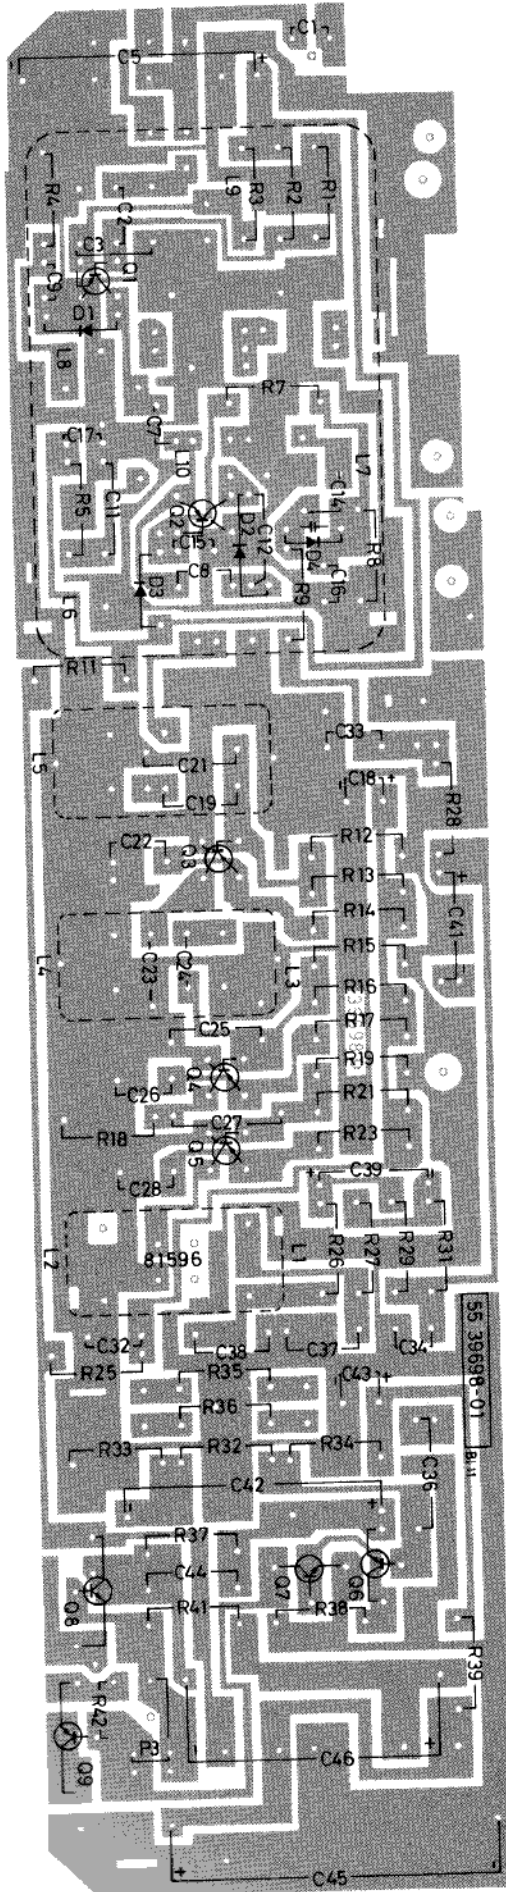 C1
C5
R4
C2
L9
R3
R2
R1
C3
C9
Q1
D1
L8
R7
C17
C7
L10
L7
R5
C11
Q2
C15
D2
C12
C14
D4
R8
C8
D3
C16
R9
L6
R11
L5
C33
C21
C18
+
C19
R28
C22
Q3
R12
R13
+
C41
R14
L4
C23
C24
L3
R15
R16
C25
R17
Q4
R19
C26
R21
R18
C27
Q5
R23
C28
+ C39
L2
81596
L1
R26
R27
R29
R31
C32
C38
C37
C34
R25
R35
C43
+
55 39698-01
R36
C36
R33
R32
R34
C42
+
R37
C44
Q7
Q6
Q8
R41
R38
R39
R42
P3
Q9
C46
+
+
C45
-